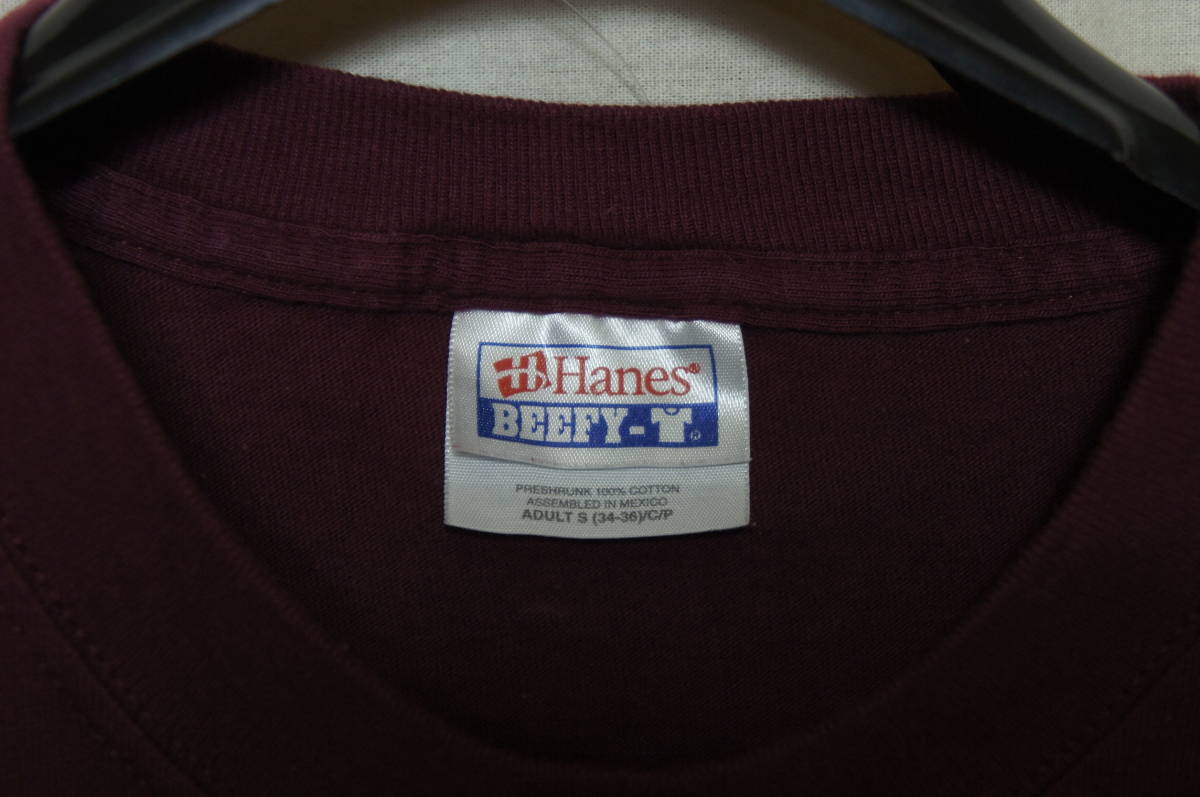 Hanes®
BEEFY-T®
PRESHRUNK 100% COTTON
ASSEMBLED IN MEXICO
ADULT S (34-36)/C/P